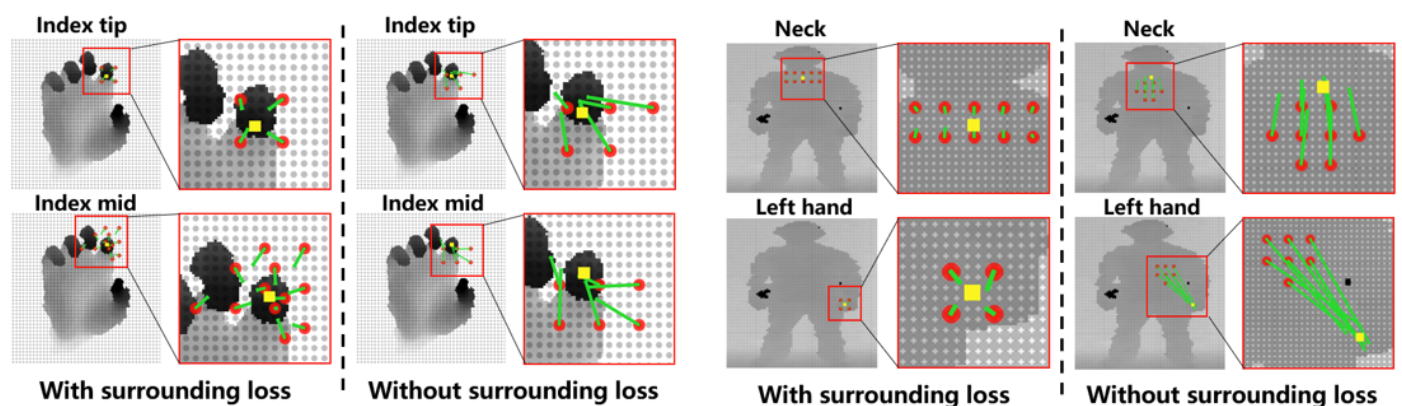 Index tip
Index tip
Neck
Neck
Index mid
Index mid
Left hand
Left hand
With surrounding loss
Without surrounding loss
With surrounding loss
Without surrounding loss